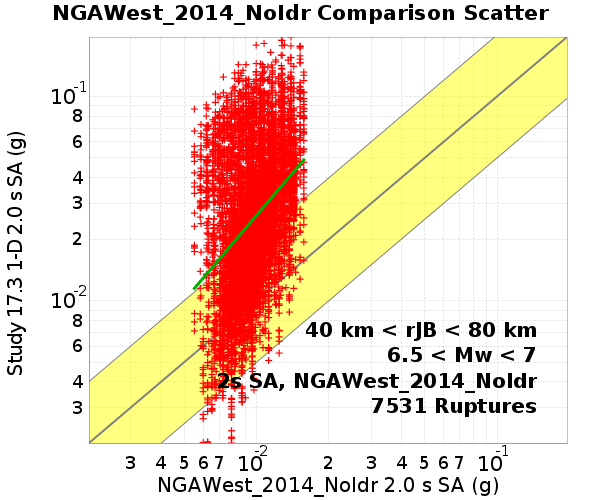 NGAWest_2014_NoIdr Comparison Scatter
Study 17.3 1-D 2.0 s SA (g)
10-1
8
6
4
3
2
10-2
8
6
4
3
40 km < rJB < 80 km
6.5 < Mw < 7
2s SA, NGAWest_2014_NoIdr
7531 Ruptures
3 4 5 6 7 10-2 2 3 4 5 6 7 10-1
NGAWest_2014_NoIdr 2.0 s SA (g)